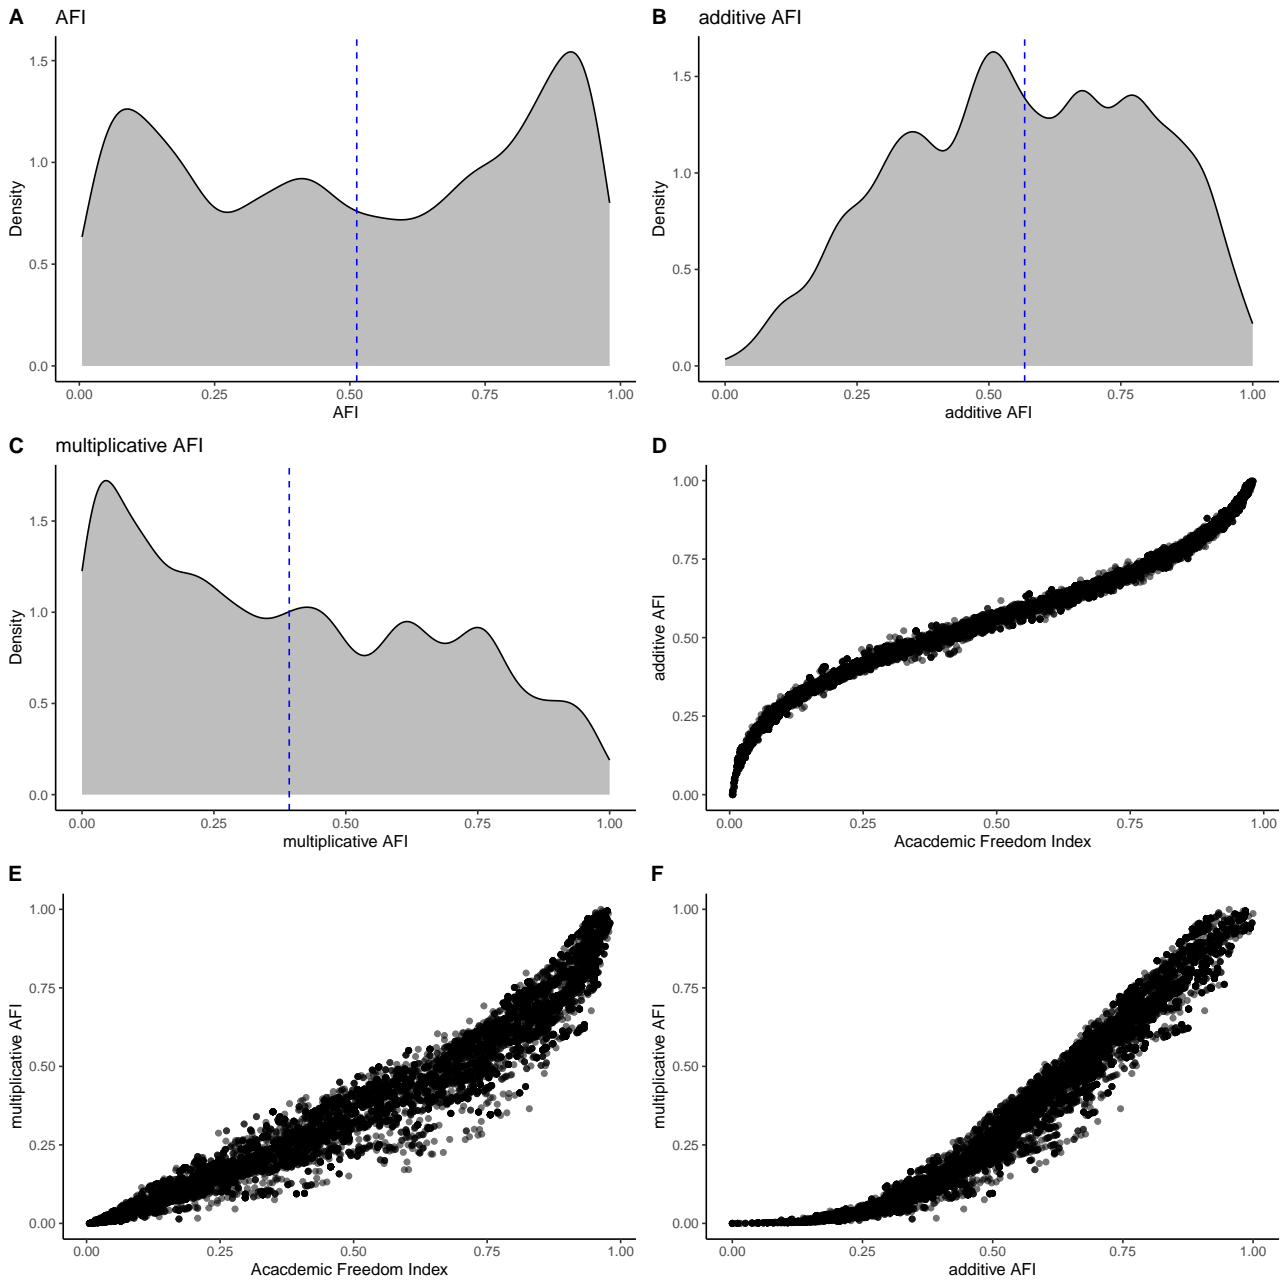 A AFI
1.5
1.0
0.5
0.0
Density
0.00 0.25 0.50 0.75 1.00
AFI
B additive AFI
1.5
1.0
0.5
0.0
Density
0.00 0.25 0.50 0.75 1.00
additive AFI
C multiplicative AFI
1.5
1.0
0.5
0.0
Density
0.00 0.25 0.50 0.75 1.00
multiplicative AFI
D
1.00
0.75
0.50
0.25
0.00
additive AFI
0.00 0.25 0.50 0.75 1.00
Acacdemic Freedom Index
E
1.00
0.75
0.50
0.25
0.00
multiplicative AFI
0.00 0.25 0.50 0.75 1.00
Acacdemic Freedom Index
F
1.00
0.75
0.50
0.25
0.00
multiplicative AFI
0.00 0.25 0.50 0.75 1.00
additive AFI